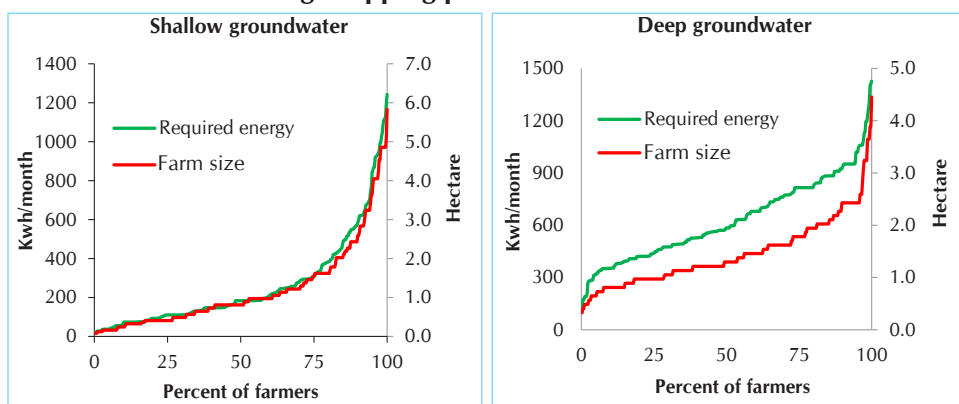 Shallow groundwater
1400
1200
1000
800
600
400
200
0
7.0
6.0
5.0
4.0
3.0
2.0
1.0
0.0
Required energy
Farm size
Kwh/month
Hectare
0 25 50 75 100
Percent of farmers
Deep groundwater
1500
1200
900
600
300
0
5.0
4.0
3.0
2.0
1.0
0.0
Required energy
Farm size
Kwh/month
Hectare
0 25 50 75 100
Percent of farmers